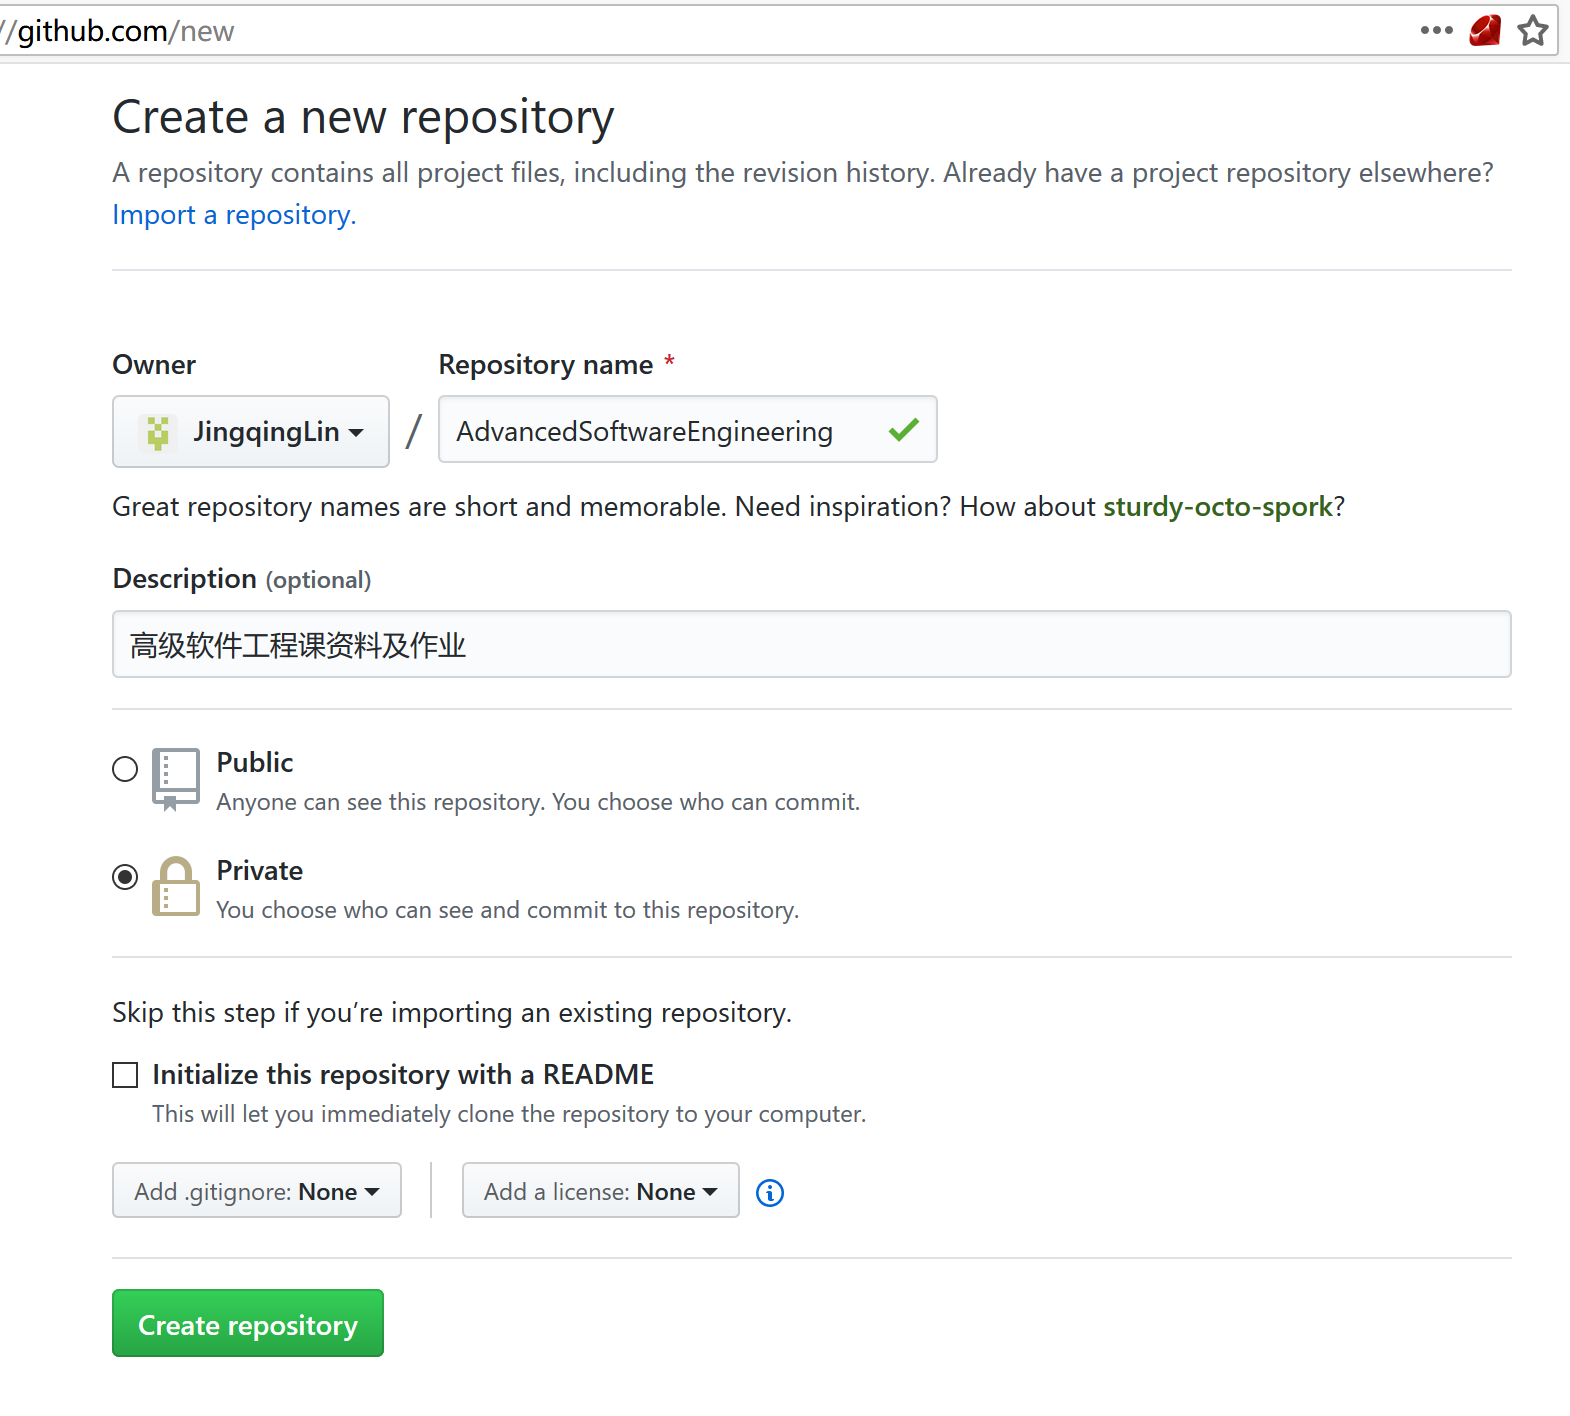 //github.com/new
Create a new repository
A repository contains all project files, including the revision history. Already have a project repository elsewhere?
Import a repository.
Owner
Repository name *
JingqingLin
/
AdvancedSoftwareEngineering
Great repository names are short and memorable. Need inspiration? How about sturdy-octo-spork?
Description (optional)
高级软件工程课资料及作业
Public
Anyone can see this repository. You choose who can commit.
Private
You choose who can see and commit to this repository.
Skip this step if you’re importing an existing repository.
Initialize this repository with a README
This will let you immediately clone the repository to your computer.
Add .gitignore: None
Add a license: None
Create repository